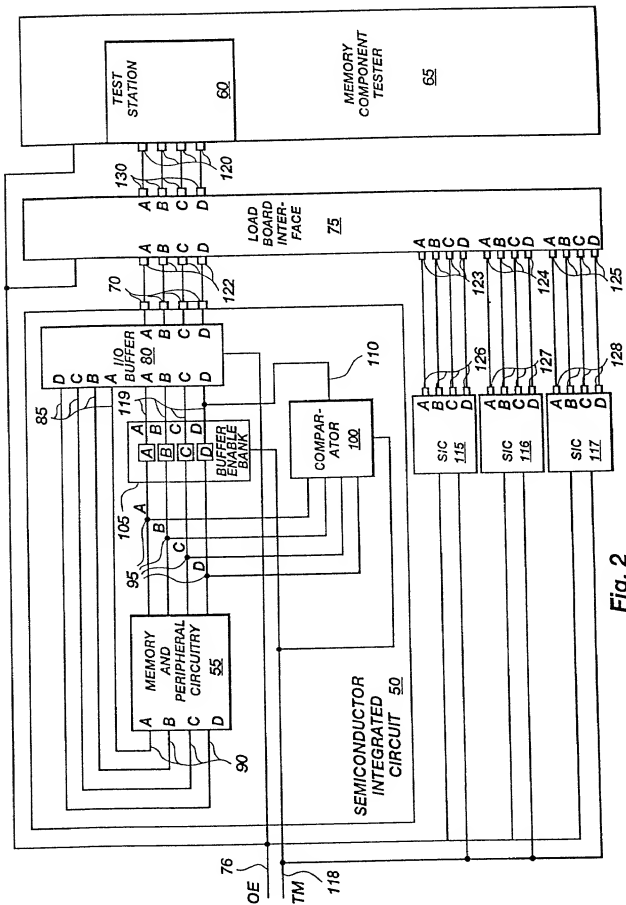 TEST
STATION
60
MEMORY
COMPONENT
TESTER
65
130
120
A
B
C
D
A
B
C
D
LOAD
BOARD
INTER-
FACE
75
70
122
A
B
C
D
123
A
B
C
D
124
A
B
C
D
125
D
C
B
A
A
B
C
D
A
B
C
D
I/O
BUFFER
80
85
119
A
B
C
D
A
B
C
D
BUFFER
ENABLE
BANK
105
110
COMPAR-
ATOR
100
A
B
C
D
95
MEMORY
AND
PERIPHERAL
CIRCUITRY
55
A
B
C
D
90
SEMICONDUCTOR
INTEGRATED
CIRCUIT
50
A
B
C
D
126
SIC
115
A
B
C
D
127
SIC
116
A
B
C
D
128
SIC
117
76
OE
TM
118
Fig. 2